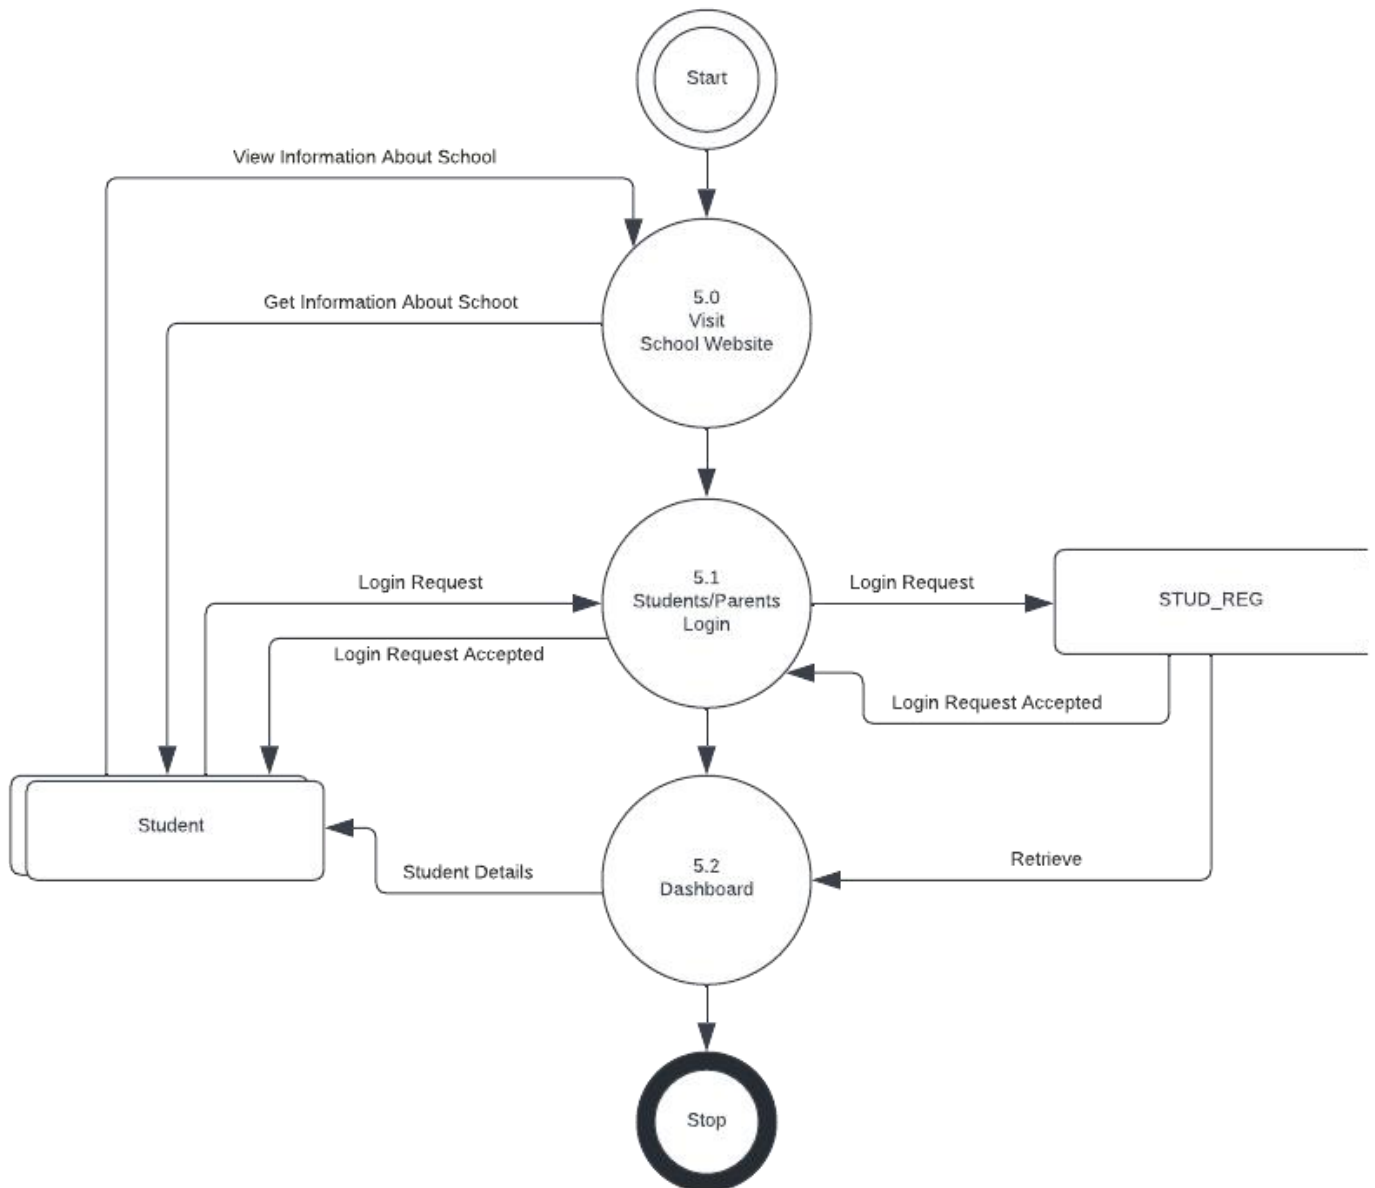 Start
View Information About School
Get Information About Schoot
5.0
Visit
School Website
Login Request
5.1
Students/Parents
Login
Login Request
STUD_REG
Login Request Accepted
Login Request Accepted
Student
Student Details
5.2
Dashboard
Retrieve
Stop